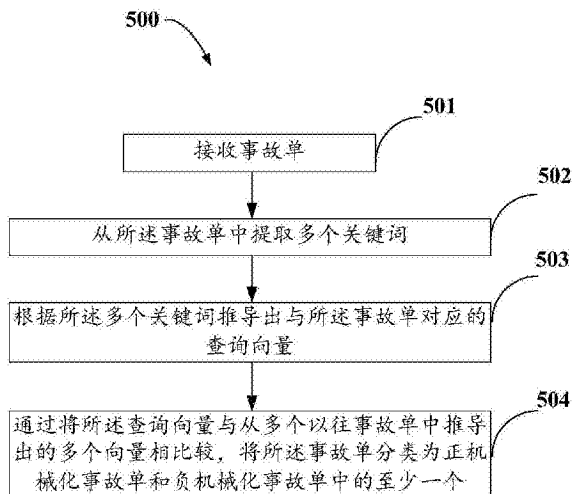 500
501
接收事故单
502
从所述事故单中提取多个关键词
503
根据所述多个关键词推导出与所述事故单对应的
查询向量
504
通过将所述查询向量与从多个以往事故单中推导
出的多个向量相比较，将所述事故单分类为正机
械化事故单和负机械化事故单中的至少一个